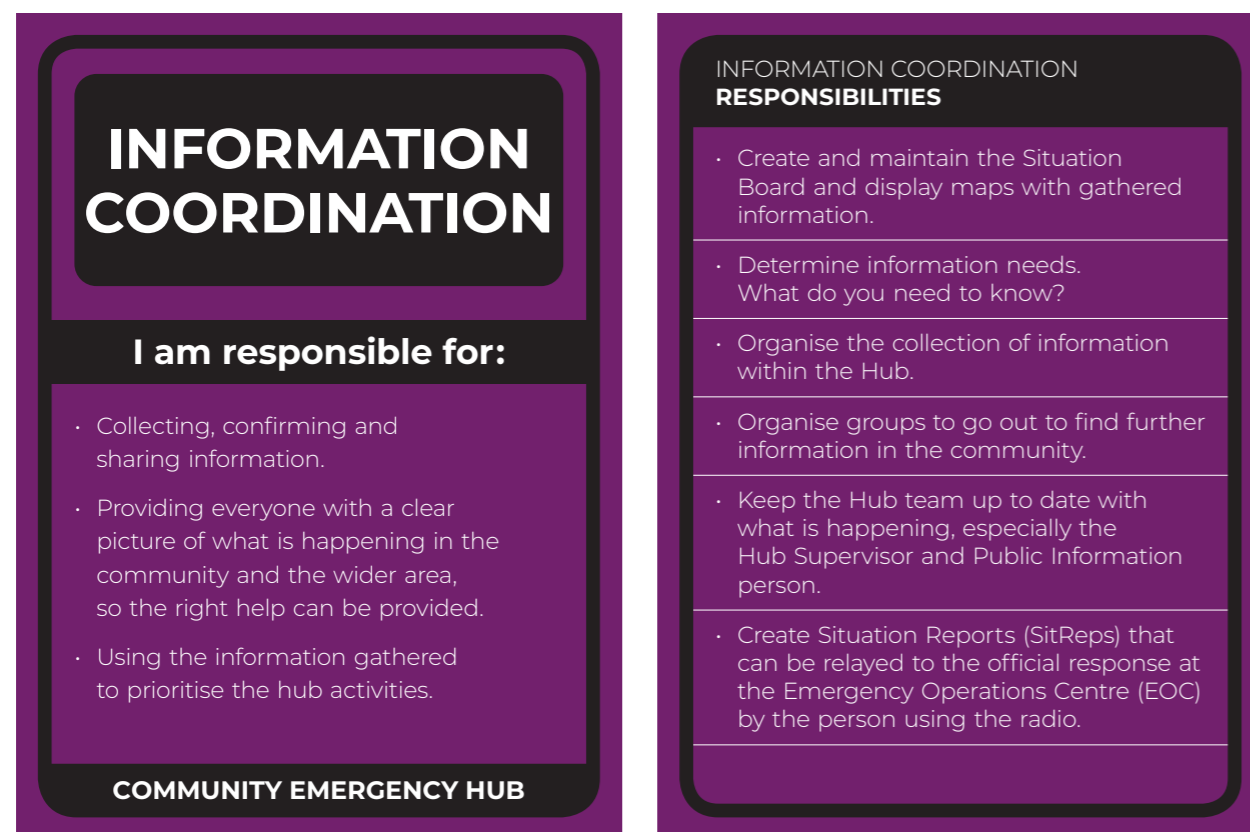 INFORMATION
COORDINATION
I am responsible for:
· Collecting, confirming and
sharing information.
· Providing everyone with a clear
picture of what is happening in the
community and the wider area,
so the right help can be provided.
· Using the information gathered
to prioritise the hub activities.
COMMUNITY EMERGENCY HUB
INFORMATION COORDINATION
RESPONSIBILITIES
· Create and maintain the Situation
Board and display maps with gathered
information.
· Determine information needs.
What do you need to know?
· Organise the collection of information
within the Hub.
· Organise groups to go out to find further
information in the community.
· Keep the Hub team up to date with
what is happening, especially the
Hub Supervisor and Public Information
person.
· Create Situation Reports (SitReps) that
can be relayed to the official response at
the Emergency Operations Centre (EOC)
by the person using the radio.